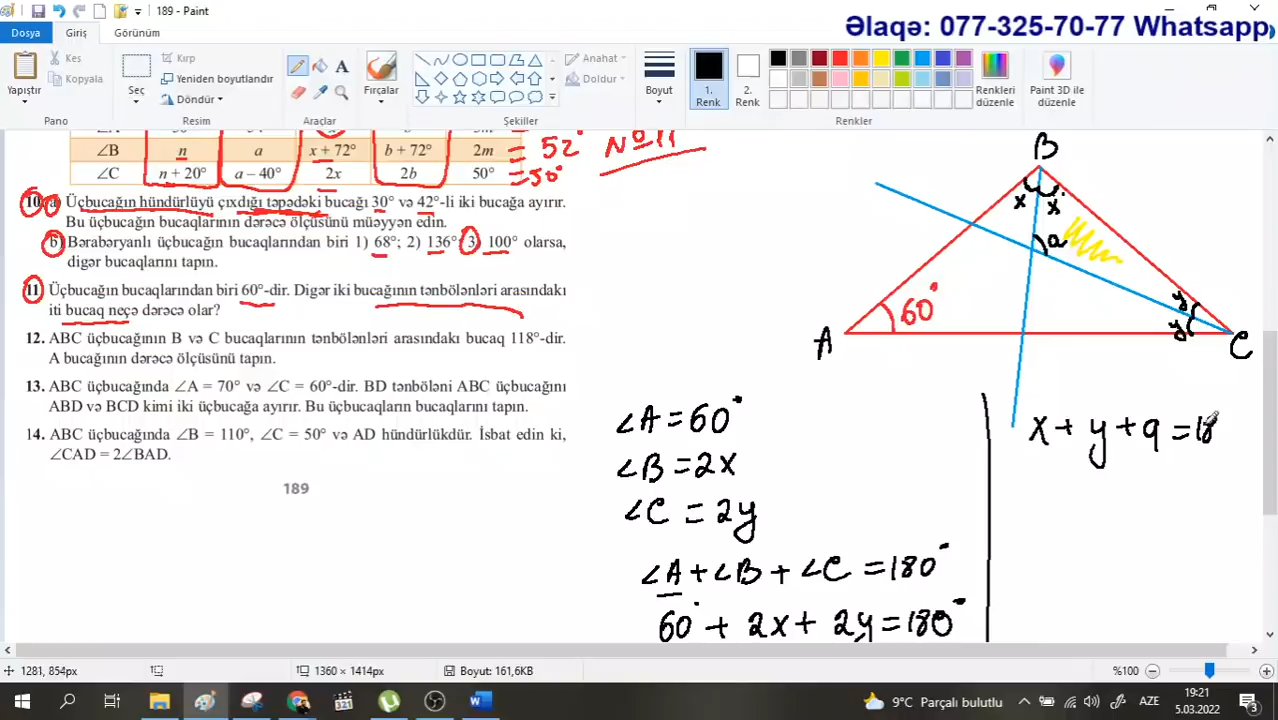 189 - Paint
Əlaqə: 077-325-70-77 Whatsapp
Dosya Giriş Görünüm
Yapıştır
Kes
Kopyala
Pano
Seç
Kırp
Yeniden boyutlandır
Döndür
Resim
Araçlar
Fırçalar
Şekiller
Anahat
Doldur
Boyut
1. Renk
2. Renk
Renkleri düzenle
Paint 3D ile düzenle
Renkler
∠B n a x + 72° b + 72° 2m = 52° №11
∠C n + 20° a – 40° 2x 2b 50° = 50°
10. a) Üçbucağın hündürlüyü çıxdığı təpədəki bucağı 30° və 42°-li iki bucağa ayırır.
Bu üçbucağın bucaqlarının dərəcə ölçüsünü müəyyən edin.
b) Bərabəryanlı üçbucağın bucaqlarından biri 1) 68°; 2) 136°; 3) 100° olarsa,
digər bucaqlarını tapın.
11. Üçbucağın bucaqlarından biri 60°-dir. Digər iki bucağının tənbölənləri arasındakı
iti bucaq neçə dərəcə olar?
12. ABC üçbucağının B və C bucaqlarının tənbölənləri arasındakı bucaq 118°-dir.
A bucağının dərəcə ölçüsünü tapın.
13. ABC üçbucağında ∠A = 70° və ∠C = 60°-dir. BD tənböləni ABC üçbucağını
ABD və BCD kimi iki üçbucağa ayırır. Bu üçbucaqların bucaqlarını tapın.
14. ABC üçbucağında ∠B = 110°, ∠C = 50° və AD hündürlükdür. İsbat edin ki,
∠CAD = 2∠BAD.
189
B
x x
a
60°
y
y
A
C
∠A = 60°
∠B = 2x
∠C = 2y
∠A + ∠B + ∠C = 180°
60° + 2x + 2y = 180°
x + y + a = 18
1281, 854px
1360 × 1414px
Boyut: 161,6KB
%100
9°C Parçalı bulutlu
AZE
19:21
5.03.2022
3